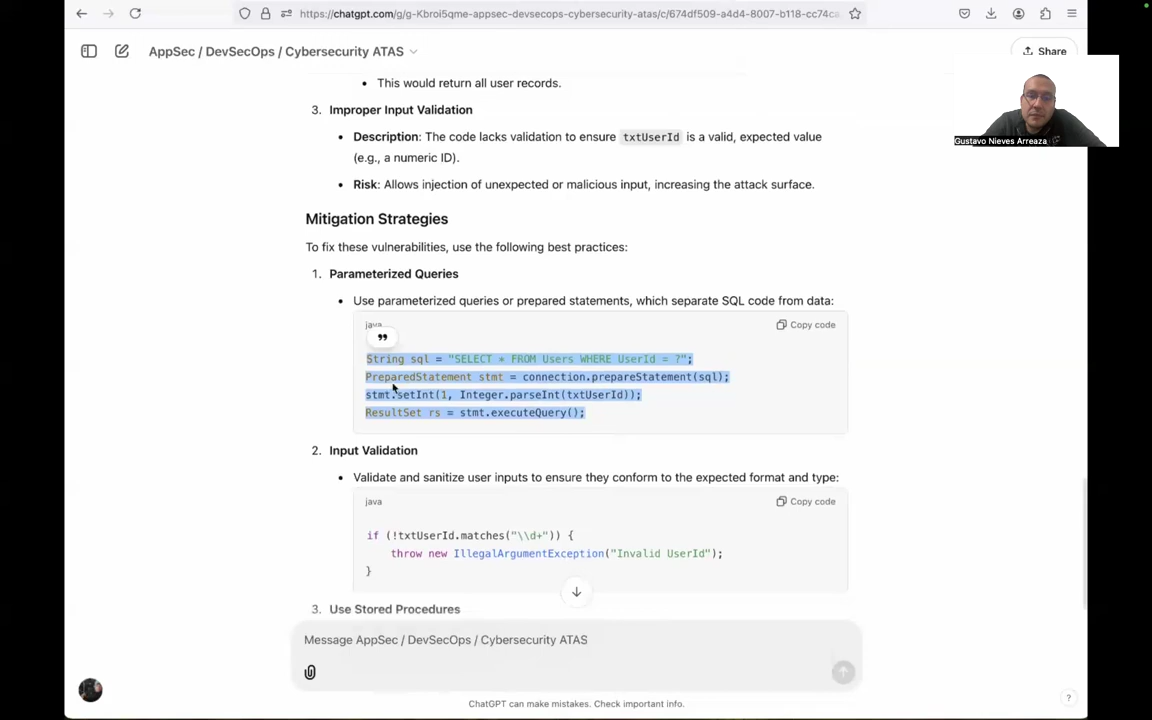 https://chatgpt.com/g/g-Kbroi5qme-appsec-devsecops-cybersecurity-atas/c/674df509-a4d4-8007-b118-cc74ca
AppSec / DevSecOps / Cybersecurity ATAS
Share
Gustavo Nieves Arreaza
• This would return all user records.
3. Improper Input Validation
• Description: The code lacks validation to ensure txtUserId is a valid, expected value
(e.g., a numeric ID).
• Risk: Allows injection of unexpected or malicious input, increasing the attack surface.
Mitigation Strategies
To fix these vulnerabilities, use the following best practices:
1. Parameterized Queries
• Use parameterized queries or prepared statements, which separate SQL code from data:
java
Copy code
String sql = "SELECT * FROM Users WHERE UserId = ?";
PreparedStatement stmt = connection.prepareStatement(sql);
stmt.setInt(1, Integer.parseInt(txtUserId));
ResultSet rs = stmt.executeQuery();
2. Input Validation
• Validate and sanitize user inputs to ensure they conform to the expected format and type:
java
Copy code
if (!txtUserId.matches("\\d+")) {
throw new IllegalArgumentException("Invalid UserId");
}
3. Use Stored Procedures
Message AppSec / DevSecOps / Cybersecurity ATAS
ChatGPT can make mistakes. Check important info.
?